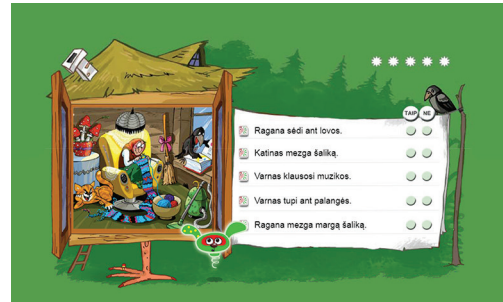 TAIP NE
Ragana sėdi ant lovos.
Katinas mezga šaliką.
Varnas klausosi muzikos.
Varnas tupi ant palangės.
Ragana mezga margą šaliką.